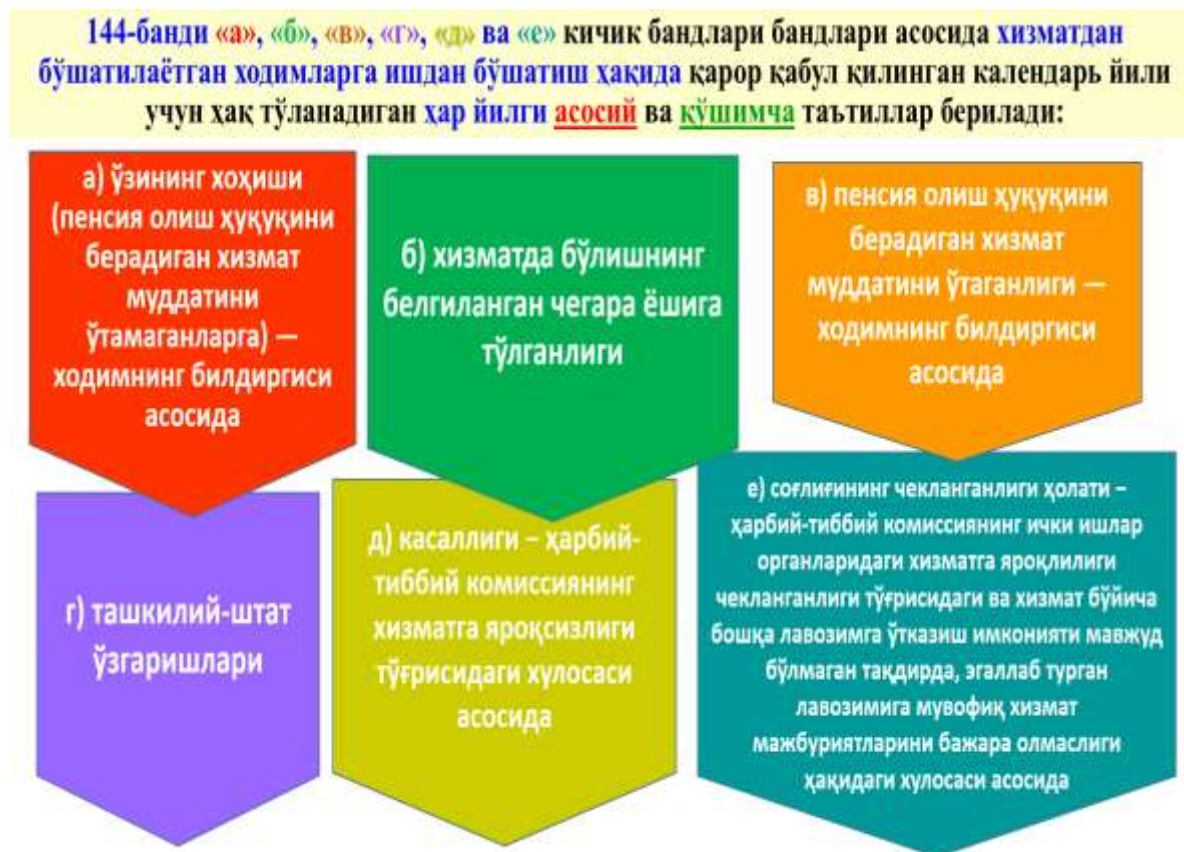 144-банди «а», «б», «в», «г», «д» ва «е» кичик бандлари бандлари асосида хизматдан
бўшатилаётган ходимларга ишдан бўшатиш ҳақида қарор қабул қилинган календарь йили
учун ҳақ тўланадиган ҳар йилги асосий ва қўшимча таътиллар берилади:
а) ўзининг хоҳиши
(пенсия олиш ҳуқуқини
берадиган хизмат
муддатини
ўтамаганларга) —
ходимнинг билдиргиси
асосида
б) хизматда бўлишнинг
белгиланган чегара ёшига
тўлганлиги
в) пенсия олиш ҳуқуқини
берадиган хизмат
муддатини ўтаганлиги —
ходимнинг билдиргиси
асосида
г) ташкилий-штат
ўзгаришлари
д) касаллиги – ҳарбий-
тиббий комиссиянинг
хизматга яроқсизлиги
тўғрисидаги хулосаси
асосида
е) соғлиғининг чекланганлиги ҳолати –
ҳарбий-тиббий комиссиянинг ички ишлар
органларидаги хизматга яроқлилиги
чекланганлиги тўғрисидаги ва хизмат бўйича
бошқа лавозимга ўтказиш имконияти мавжуд
бўлмаган тақдирда, эгаллаб турган
лавозимига мувофиқ хизмат
мажбуриятларини бажара олмаслиги
ҳақидаги хулосаси асосида